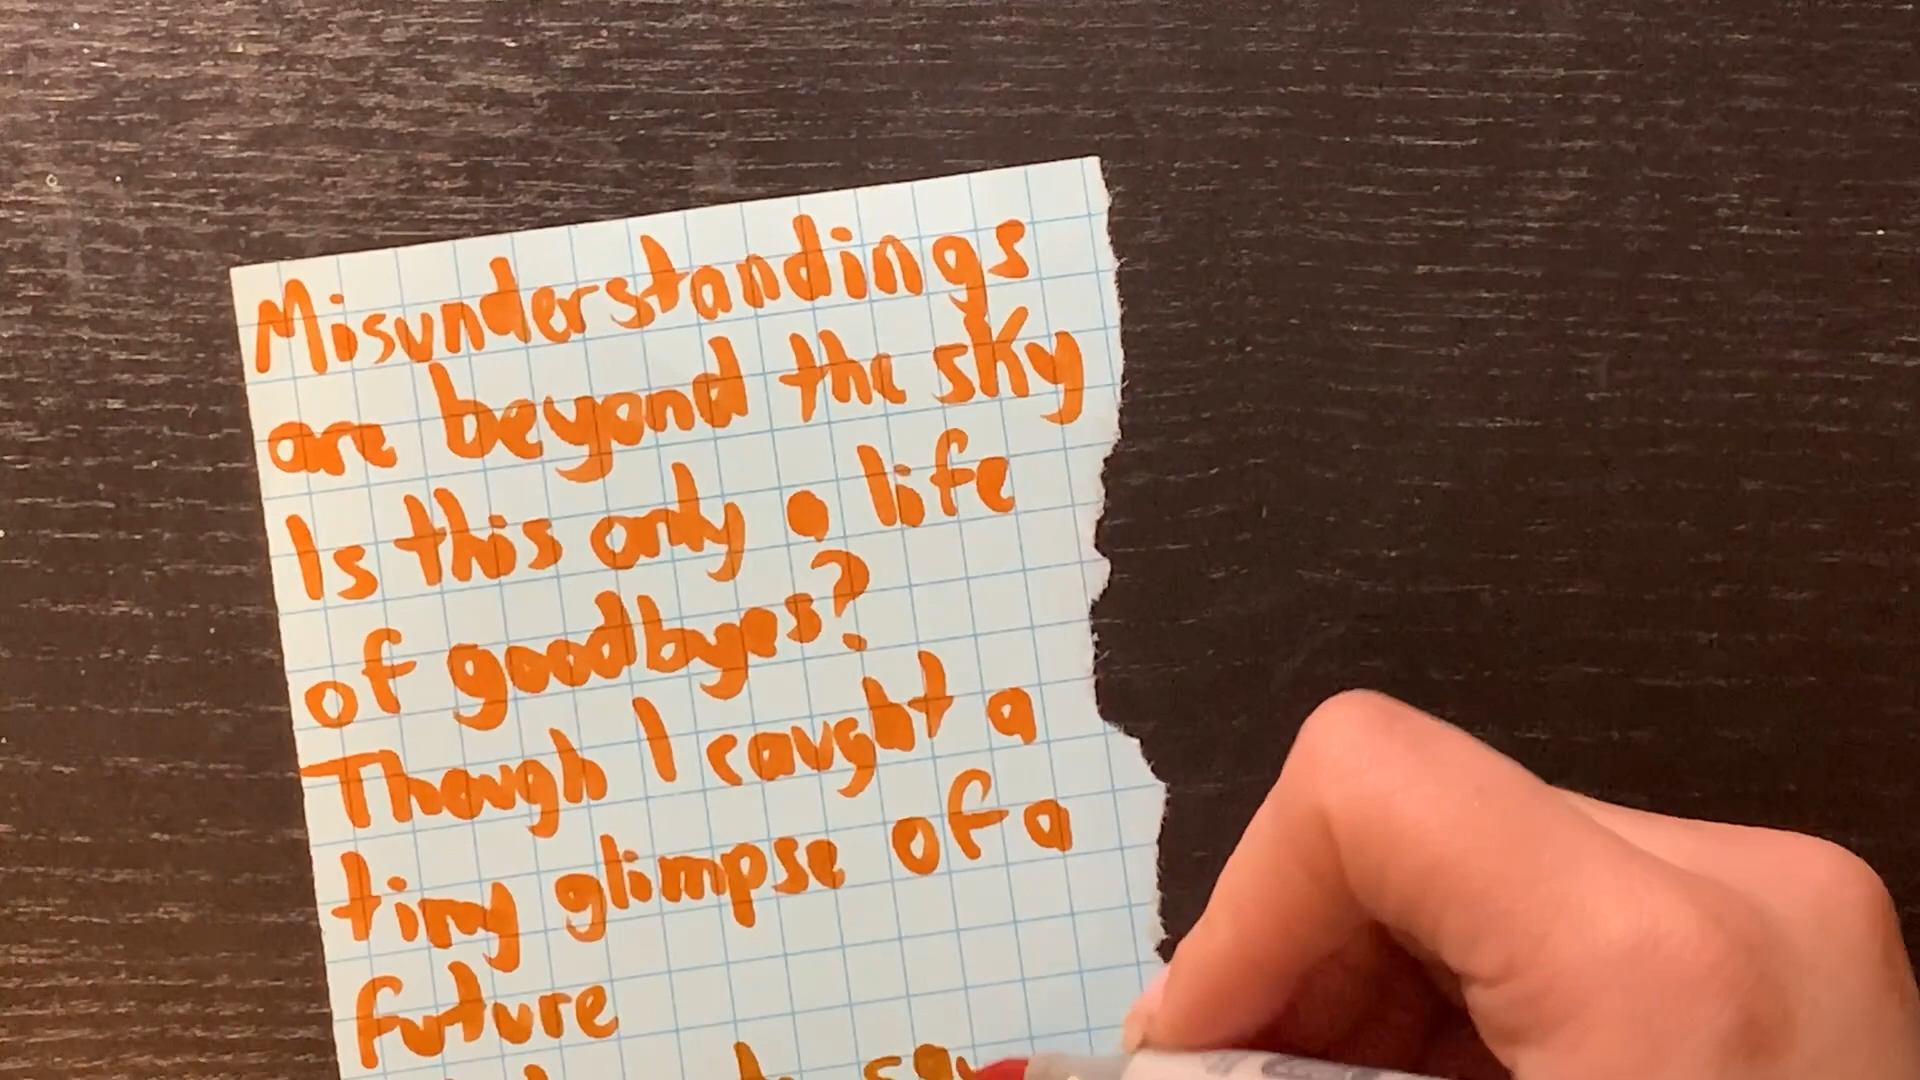 Misunderstandings
are beyond the sky
Is this only a life
of goodbyes?
Though I caught a
tiny glimpse of a
future